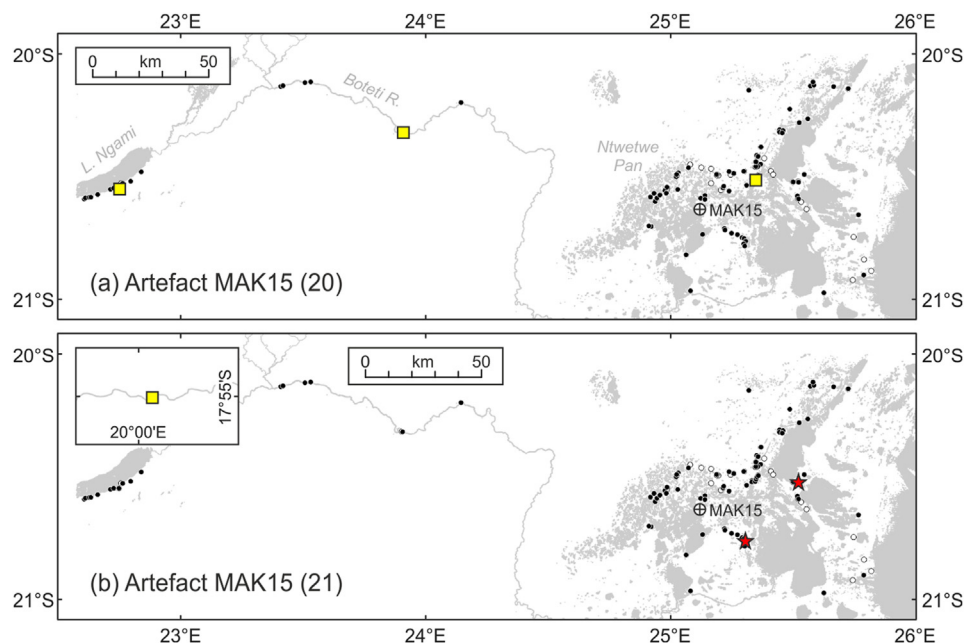 23°E 24°E 25°E 26°E
20°S 20°S
0 km 50
Boteti R.
L. Ngami
Ntwetwe
Pan
MAK15
(a) Artefact MAK15 (20)
21°S 21°S
20°S 20°S
0 km 50
17°55'S
20°00'E
MAK15
(b) Artefact MAK15 (21)
21°S 21°S
23°E 24°E 25°E 26°E